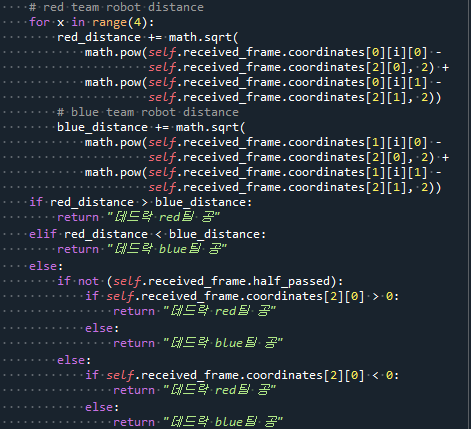 # red team robot distance
for x in range(4):
red_distance += math.sqrt(
math.pow(self.received_frame.coordinates[0][i][0] -
self.received_frame.coordinates[2][0], 2) +
math.pow(self.received_frame.coordinates[0][i][1] -
self.received_frame.coordinates[2][1], 2))
# blue team robot distance
blue_distance += math.sqrt(
math.pow(self.received_frame.coordinates[1][i][0] -
self.received_frame.coordinates[2][0], 2) +
math.pow(self.received_frame.coordinates[1][i][1] -
self.received_frame.coordinates[2][1], 2))
if red_distance > blue_distance:
return "데드락 red팀 공"
elif red_distance < blue_distance:
return "데드락 blue팀 공"
else:
if not (self.received_frame.half_passed):
if self.received_frame.coordinates[2][0] > 0:
return "데드락 red팀 공"
else:
return "데드락 blue팀 공"
else:
if self.received_frame.coordinates[2][0] < 0:
return "데드락 red팀 공"
else:
return "데드락 blue팀 공"